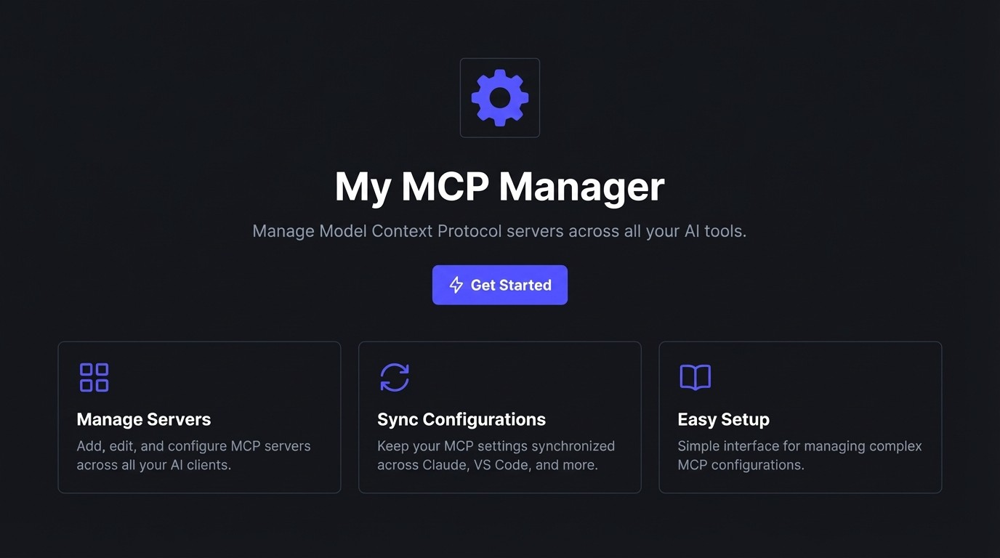 My MCP Manager
Manage Model Context Protocol servers across all your AI tools.
Get Started
Manage Servers
Add, edit, and configure MCP servers
across all your AI clients.
Sync Configurations
Keep your MCP settings synchronized
across Claude, VS Code, and more.
Easy Setup
Simple interface for managing complex
MCP configurations.